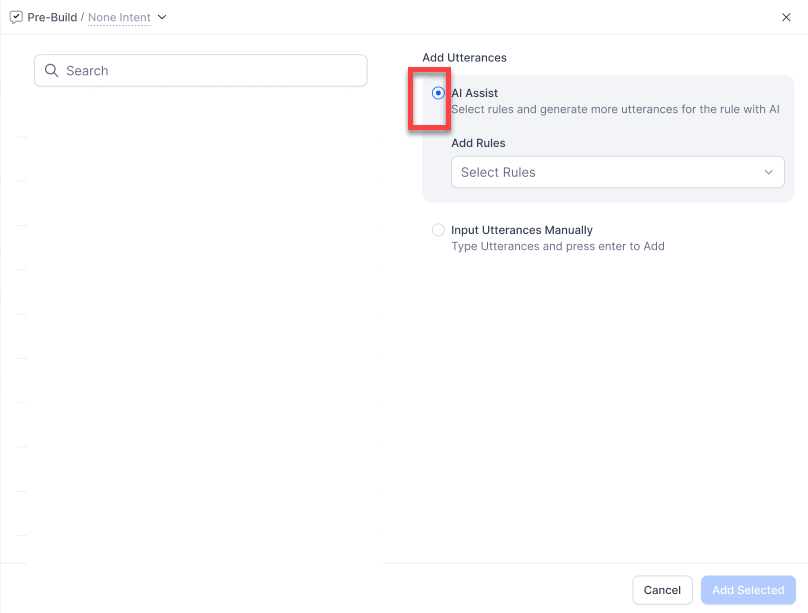 Pre-Build / None Intent
Search
Add Utterances
AI Assist
Select rules and generate more utterances for the rule with AI
Add Rules
Select Rules
Input Utterances Manually
Type Utterances and press enter to Add
Cancel
Add Selected